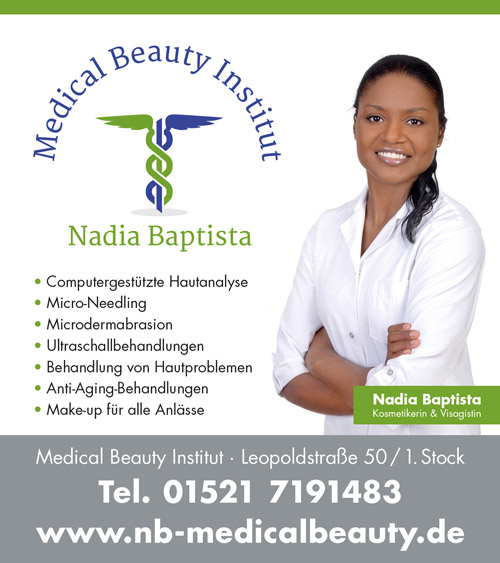 Medical Beauty Institut
Nadia Baptista
• Computergestützte Hautanalyse
• Micro-Needling
• Microdermabrasion
• Ultraschallbehandlungen
• Behandlung von Hautproblemen
• Anti-Aging-Behandlungen
• Make-up für alle Anlässe
Nadia Baptista
Kosmetikerin & Visagistin
Medical Beauty Institut · Leopoldstraße 50 / 1. Stock
Tel. 01521 7191483
www.nb-medicalbeauty.de